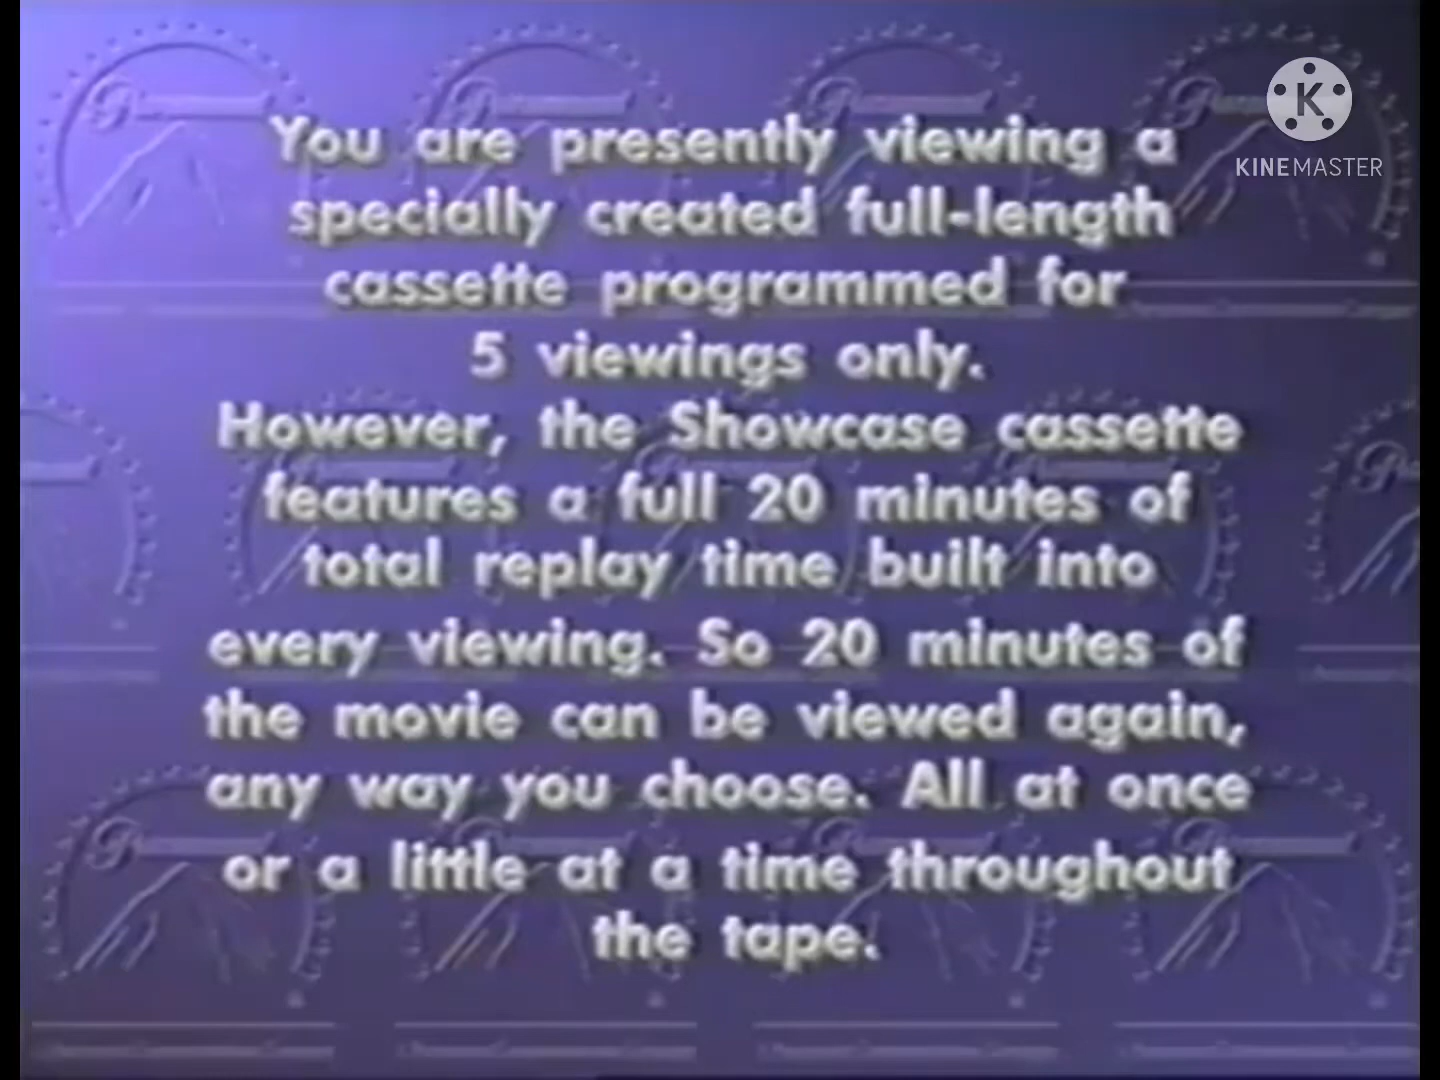 You are presently viewing a
specially created full-length
cassette programmed for
5 viewings only.
However, the Showcase cassette
features a full 20 minutes of
total replay time built into
every viewing. So 20 minutes of
the movie can be viewed again,
any way you choose. All at once
or a little at a time throughout
the tape.
K
KINEMASTER
Paramount